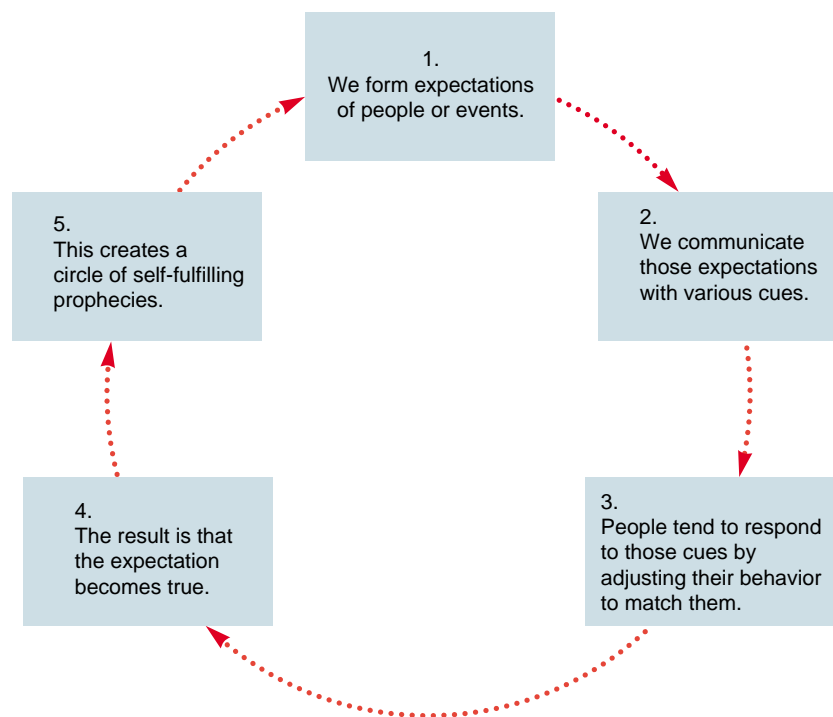 1.
We form expectations
of people or events.
2.
We communicate
those expectations
with various cues.
3.
People tend to respond
to those cues by
adjusting their behavior
to match them.
4.
The result is that
the expectation
becomes true.
5.
This creates a
circle of self-fulfilling
prophecies.